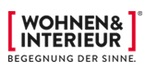 [WOHNEN&
INTERIEUR]®
BEGEGNUNG DER SINNE.